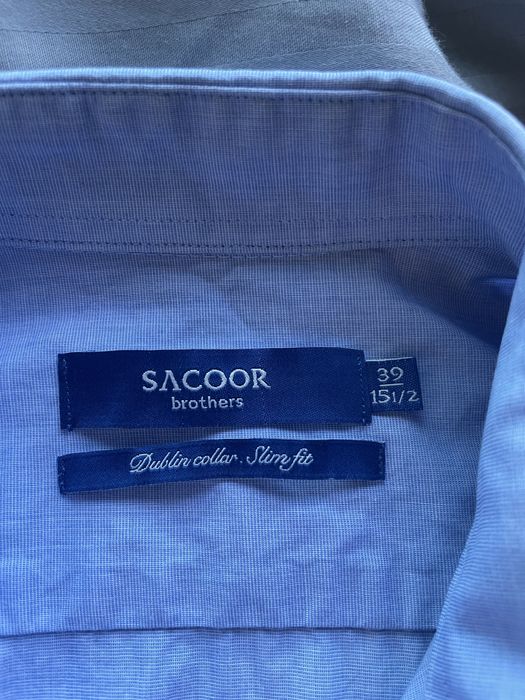 SACOOR
brothers
39
15 1/2
Dublin collar. Slim fit